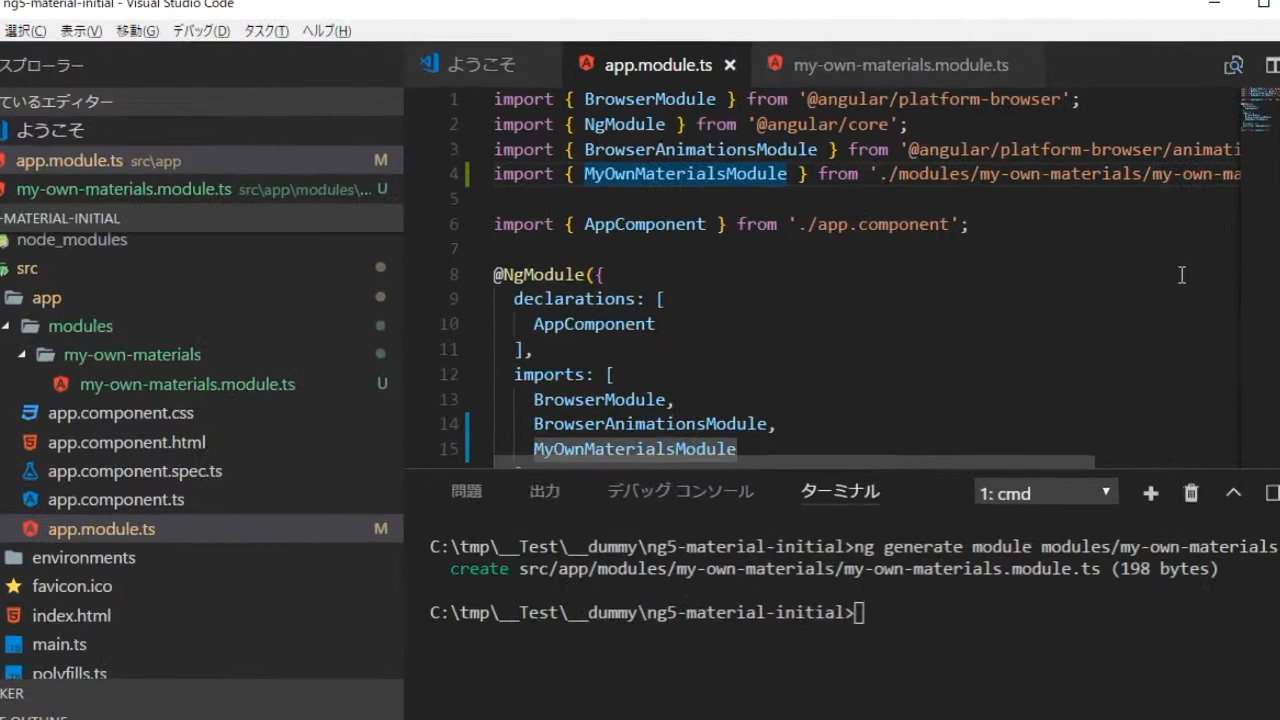 ng5-material-initial - Visual Studio Code
選択(C) 表示(V) 移動(G) デバッグ(D) タスク(T) ヘルプ(H)
スプローラー
ているエディター
ようこそ
app.module.ts src\app M
my-own-materials.module.ts src\app\modules\... U
-MATERIAL-INITIAL
node_modules
src
app
modules
my-own-materials
my-own-materials.module.ts U
app.component.css
app.component.html
app.component.spec.ts
app.component.ts
app.module.ts M
environments
favicon.ico
index.html
main.ts
polyfills.ts
KER
ようこそ app.module.ts × my-own-materials.module.ts
1 import { BrowserModule } from '@angular/platform-browser';
2 import { NgModule } from '@angular/core';
3 import { BrowserAnimationsModule } from '@angular/platform-browser/animati
4 import { MyOwnMaterialsModule } from './modules/my-own-materials/my-own-ma
5
6 import { AppComponent } from './app.component';
7
8 @NgModule({
9 declarations: [
10 AppComponent
11 ],
12 imports: [
13 BrowserModule,
14 BrowserAnimationsModule,
15 MyOwnMaterialsModule
問題 出力 デバッグ コンソール ターミナル 1: cmd
C:\tmp\__Test\__dummy\ng5-material-initial>ng generate module modules/my-own-materials
create src/app/modules/my-own-materials/my-own-materials.module.ts (198 bytes)
C:\tmp\__Test\__dummy\ng5-material-initial>